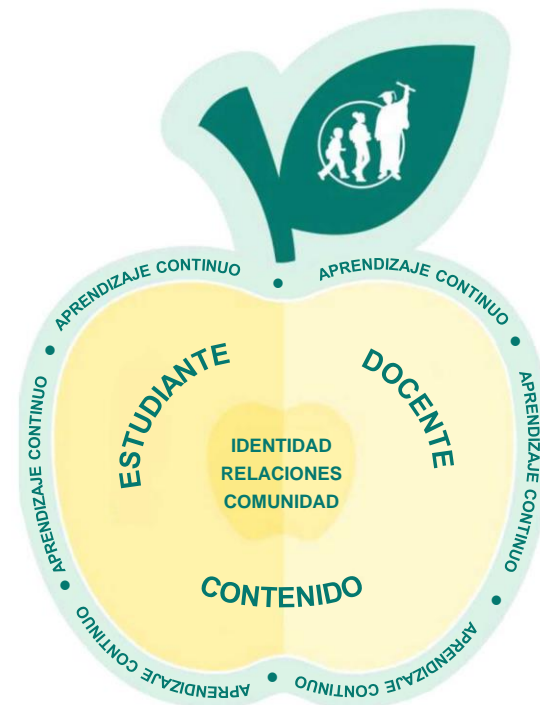 APRENDIZAJE CONTINUO • APRENDIZAJE CONTINUO • APRENDIZAJE CONTINUO • APRENDIZAJE CONTINUO • APRENDIZAJE CONTINUO • APRENDIZAJE CONTINUO •
ESTUDIANTE
DOCENTE
IDENTIDAD
RELACIONES
COMUNIDAD
CONTENIDO